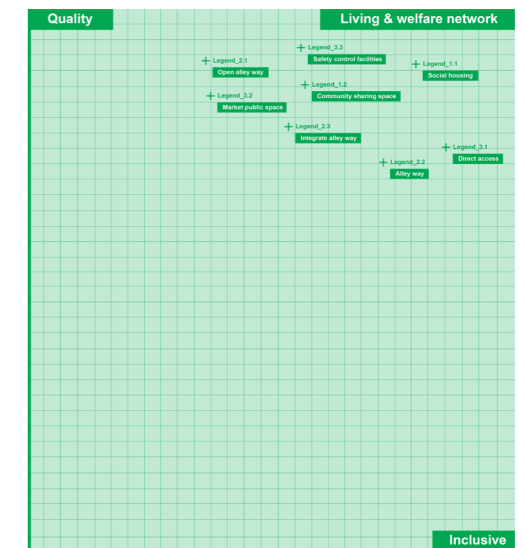 Quality
Living & welfare network
Legend_3.3
Safety control facilities
Legend_2.1
Open alley way
Legend_1.1
Social housing
Legend_1.2
Community sharing space
Legend_3.2
Market public space
Legend_2.3
Integrate alley way
Legend_3.1
Direct access
Legend_2.2
Alley way
Inclusive